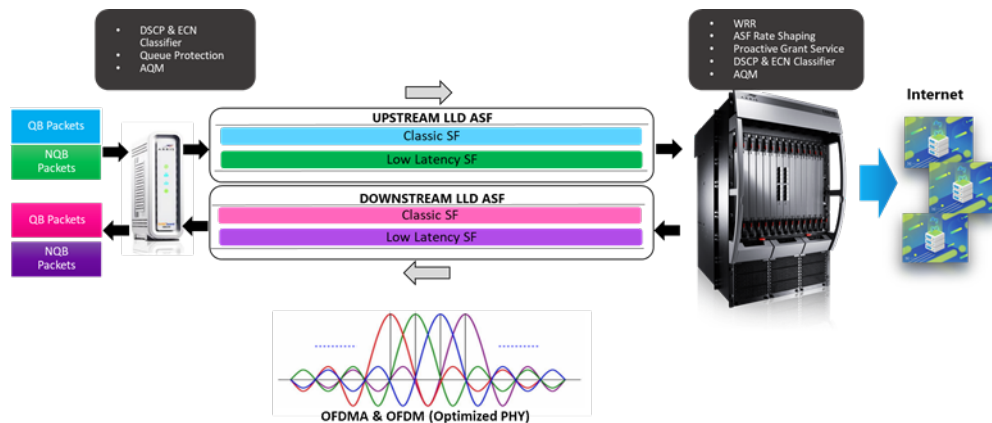 • DSCP & ECN
Classifier
• Queue Protection
• AQM
• WRR
• ASF Rate Shaping
• Proactive Grant Service
• DSCP & ECN Classifier
• AQM
Internet
QB Packets
NQB
Packets
UPSTREAM LLD ASF
Classic SF
Low Latency SF
QB Packets
NQB
Packets
DOWNSTREAM LLD ASF
Classic SF
Low Latency SF
OFDMA & OFDM (Optimized PHY)